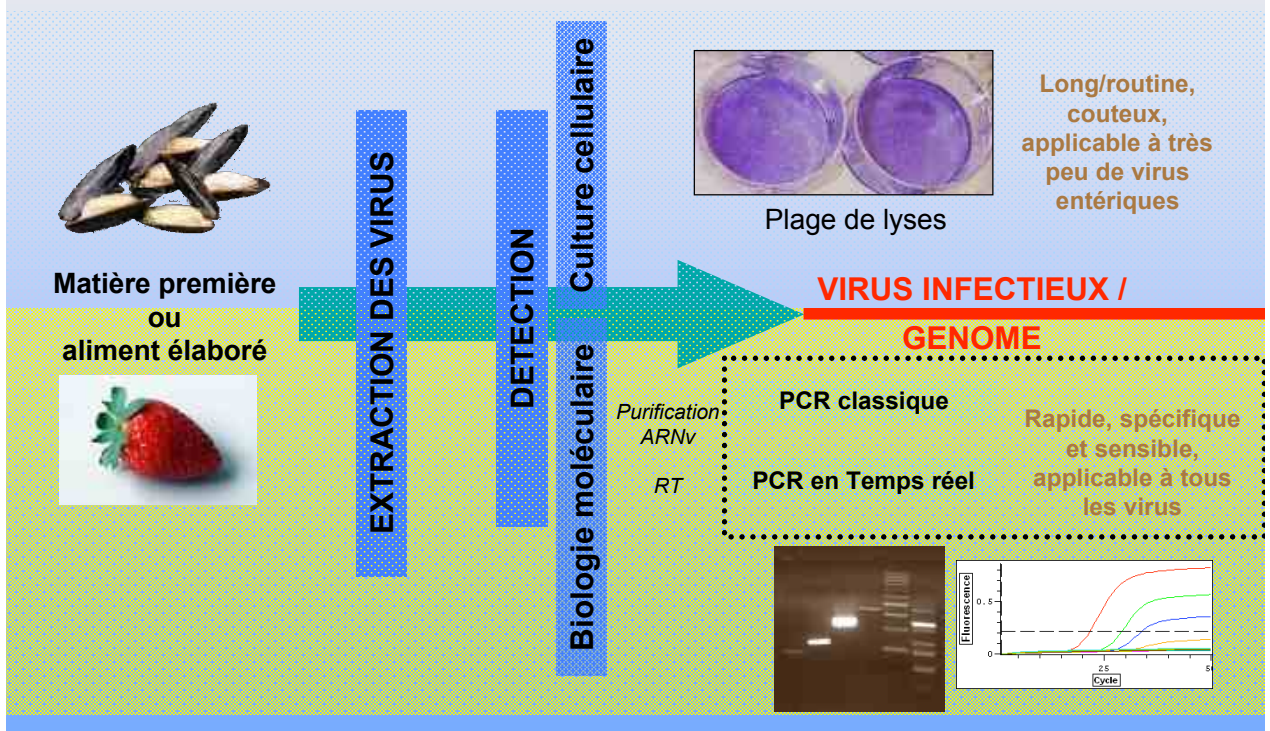 Matière première
ou
aliment élaboré
EXTRACTION DES VIRUS
DETECTION
Culture cellulaire
Biologie moléculaire
Plage de lyses
Long/routine,
couteux,
applicable à très
peu de virus
entériques
VIRUS INFECTIEUX /
GENOME
Purification
ARNv
RT
PCR classique
PCR en Temps réel
Rapide, spécifique
et sensible,
applicable à tous
les virus
Fluorescence
0.5
0
25
50
Cycle